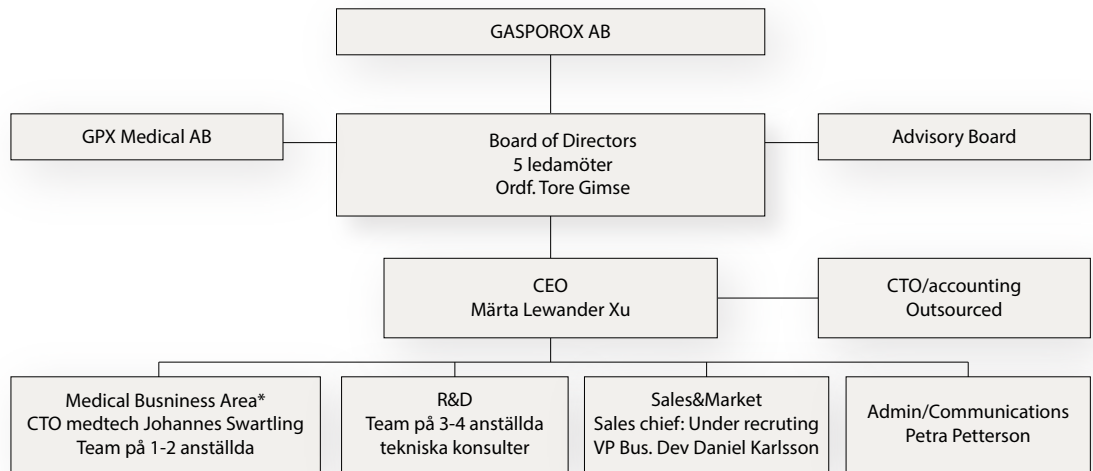 GASPOROX AB
GPX Medical AB
Board of Directors
5 ledamöter
Ordf. Tore Gimse
Advisory Board
CEO
Märta Lewander Xu
CTO/accounting
Outsourced
Medical Busniness Area*
CTO medtech Johannes Swartling
Team på 1-2 anställda
R&D
Team på 3-4 anställda
tekniska konsulter
Sales&Market
Sales chief: Under recruting
VP Bus. Dev Daniel Karlsson
Admin/Communications
Petra Petterson